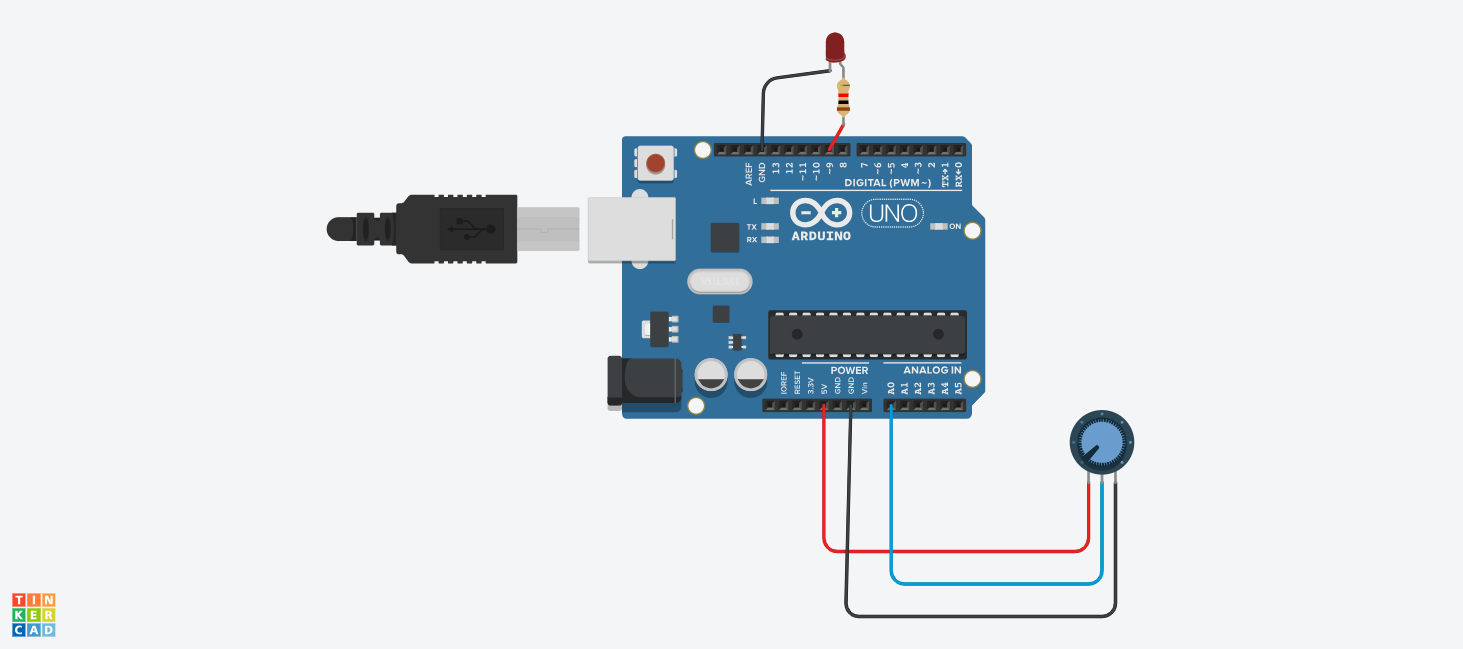 AREF
GND
13
12
~11
~10
~9
8
7
~6
~5
4
~3
2
TX→1
RX←0
DIGITAL (PWM~)
L
TX
RX
UNO
ARDUINO
ON
POWER
ANALOG IN
IOREF
RESET
3.3V
5V
GND
GND
Vin
A0
A1
A2
A3
A4
A5
TIN
KER
CAD